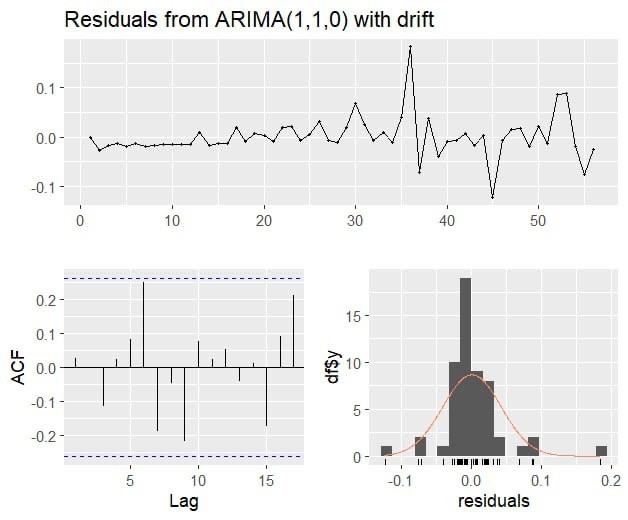 Residuals from ARIMA(1,1,0) with drift
0.1
0.0
-0.1
0 10 20 30 40 50
ACF
0.2
0.1
0.0
-0.1
-0.2
5 10 15
Lag
df$y
15
10
5
0
-0.1 0.0 0.1 0.2
residuals